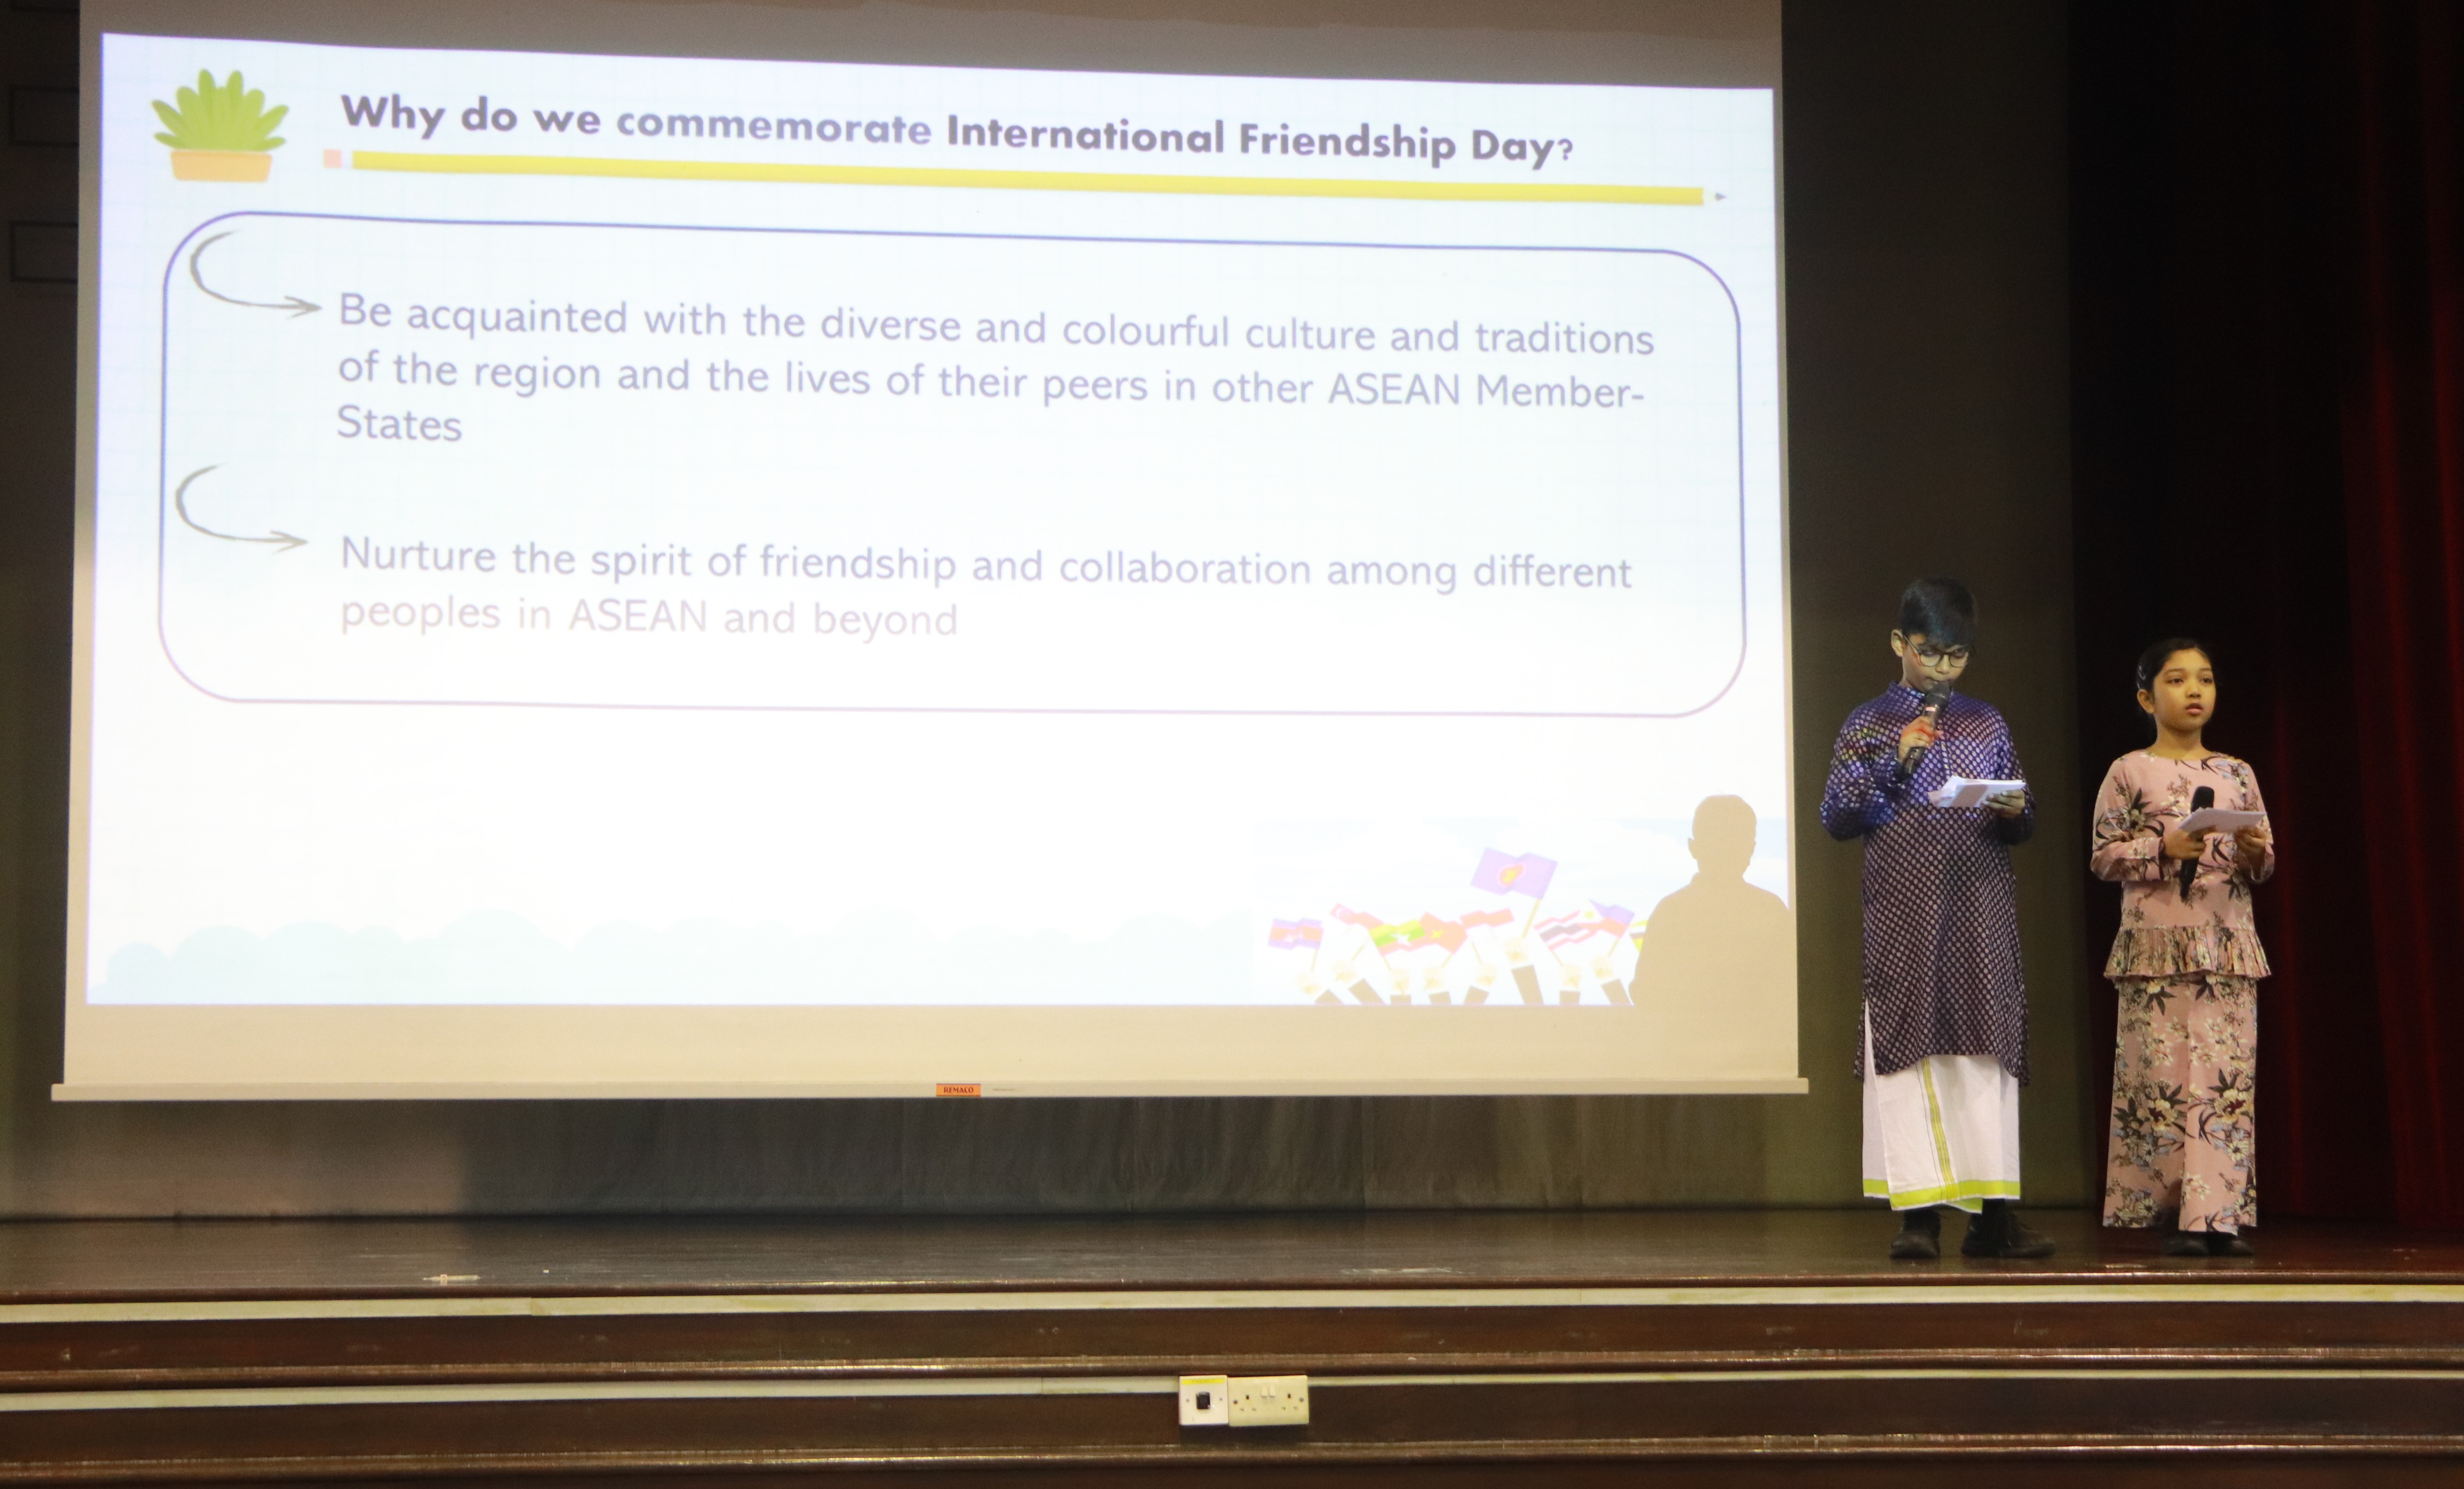 Why do we commemorate International Friendship Day?
Be acquainted with the diverse and colourful culture and traditions
of the region and the lives of their peers in other ASEAN Member-
States
Nurture the spirit of friendship and collaboration among different
peoples in ASEAN and beyond
REMACO